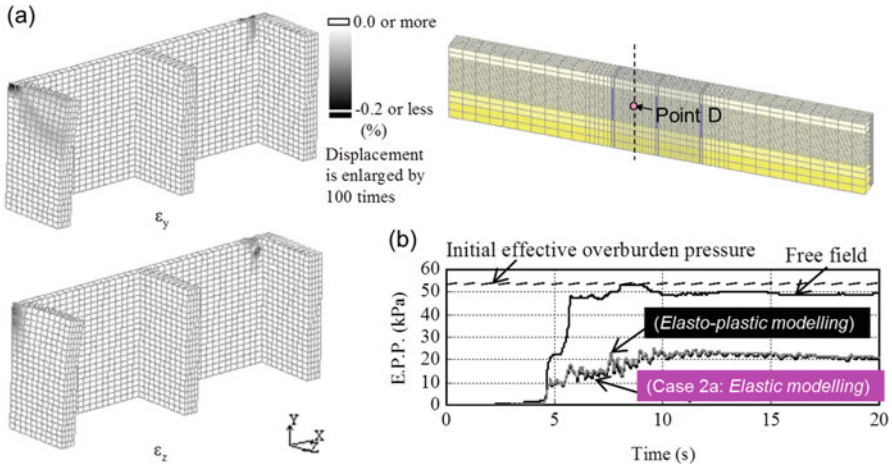 (a)
0.0 or more
-0.2 or less
(%)
Displacement
is enlarged by
100 times
εy
εz
Y
X
Z
Point D
(b)
Initial effective overburden pressure
Free field
E.P.P. (kPa)
60
50
40
30
20
10
0
(Elasto-plastic modelling)
(Case 2a: Elastic modelling)
0 5 10 15 20
Time (s)